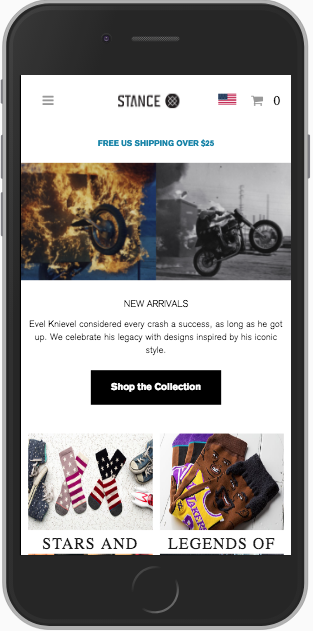 STANCE
0
FREE US SHIPPING OVER $25
NEW ARRIVALS
Evel Knievel considered every crash a success, as long as he got
up. We celebrate his legacy with designs inspired by his iconic
style.
Shop the Collection
LAKERS
STARS AND
LEGENDS OF